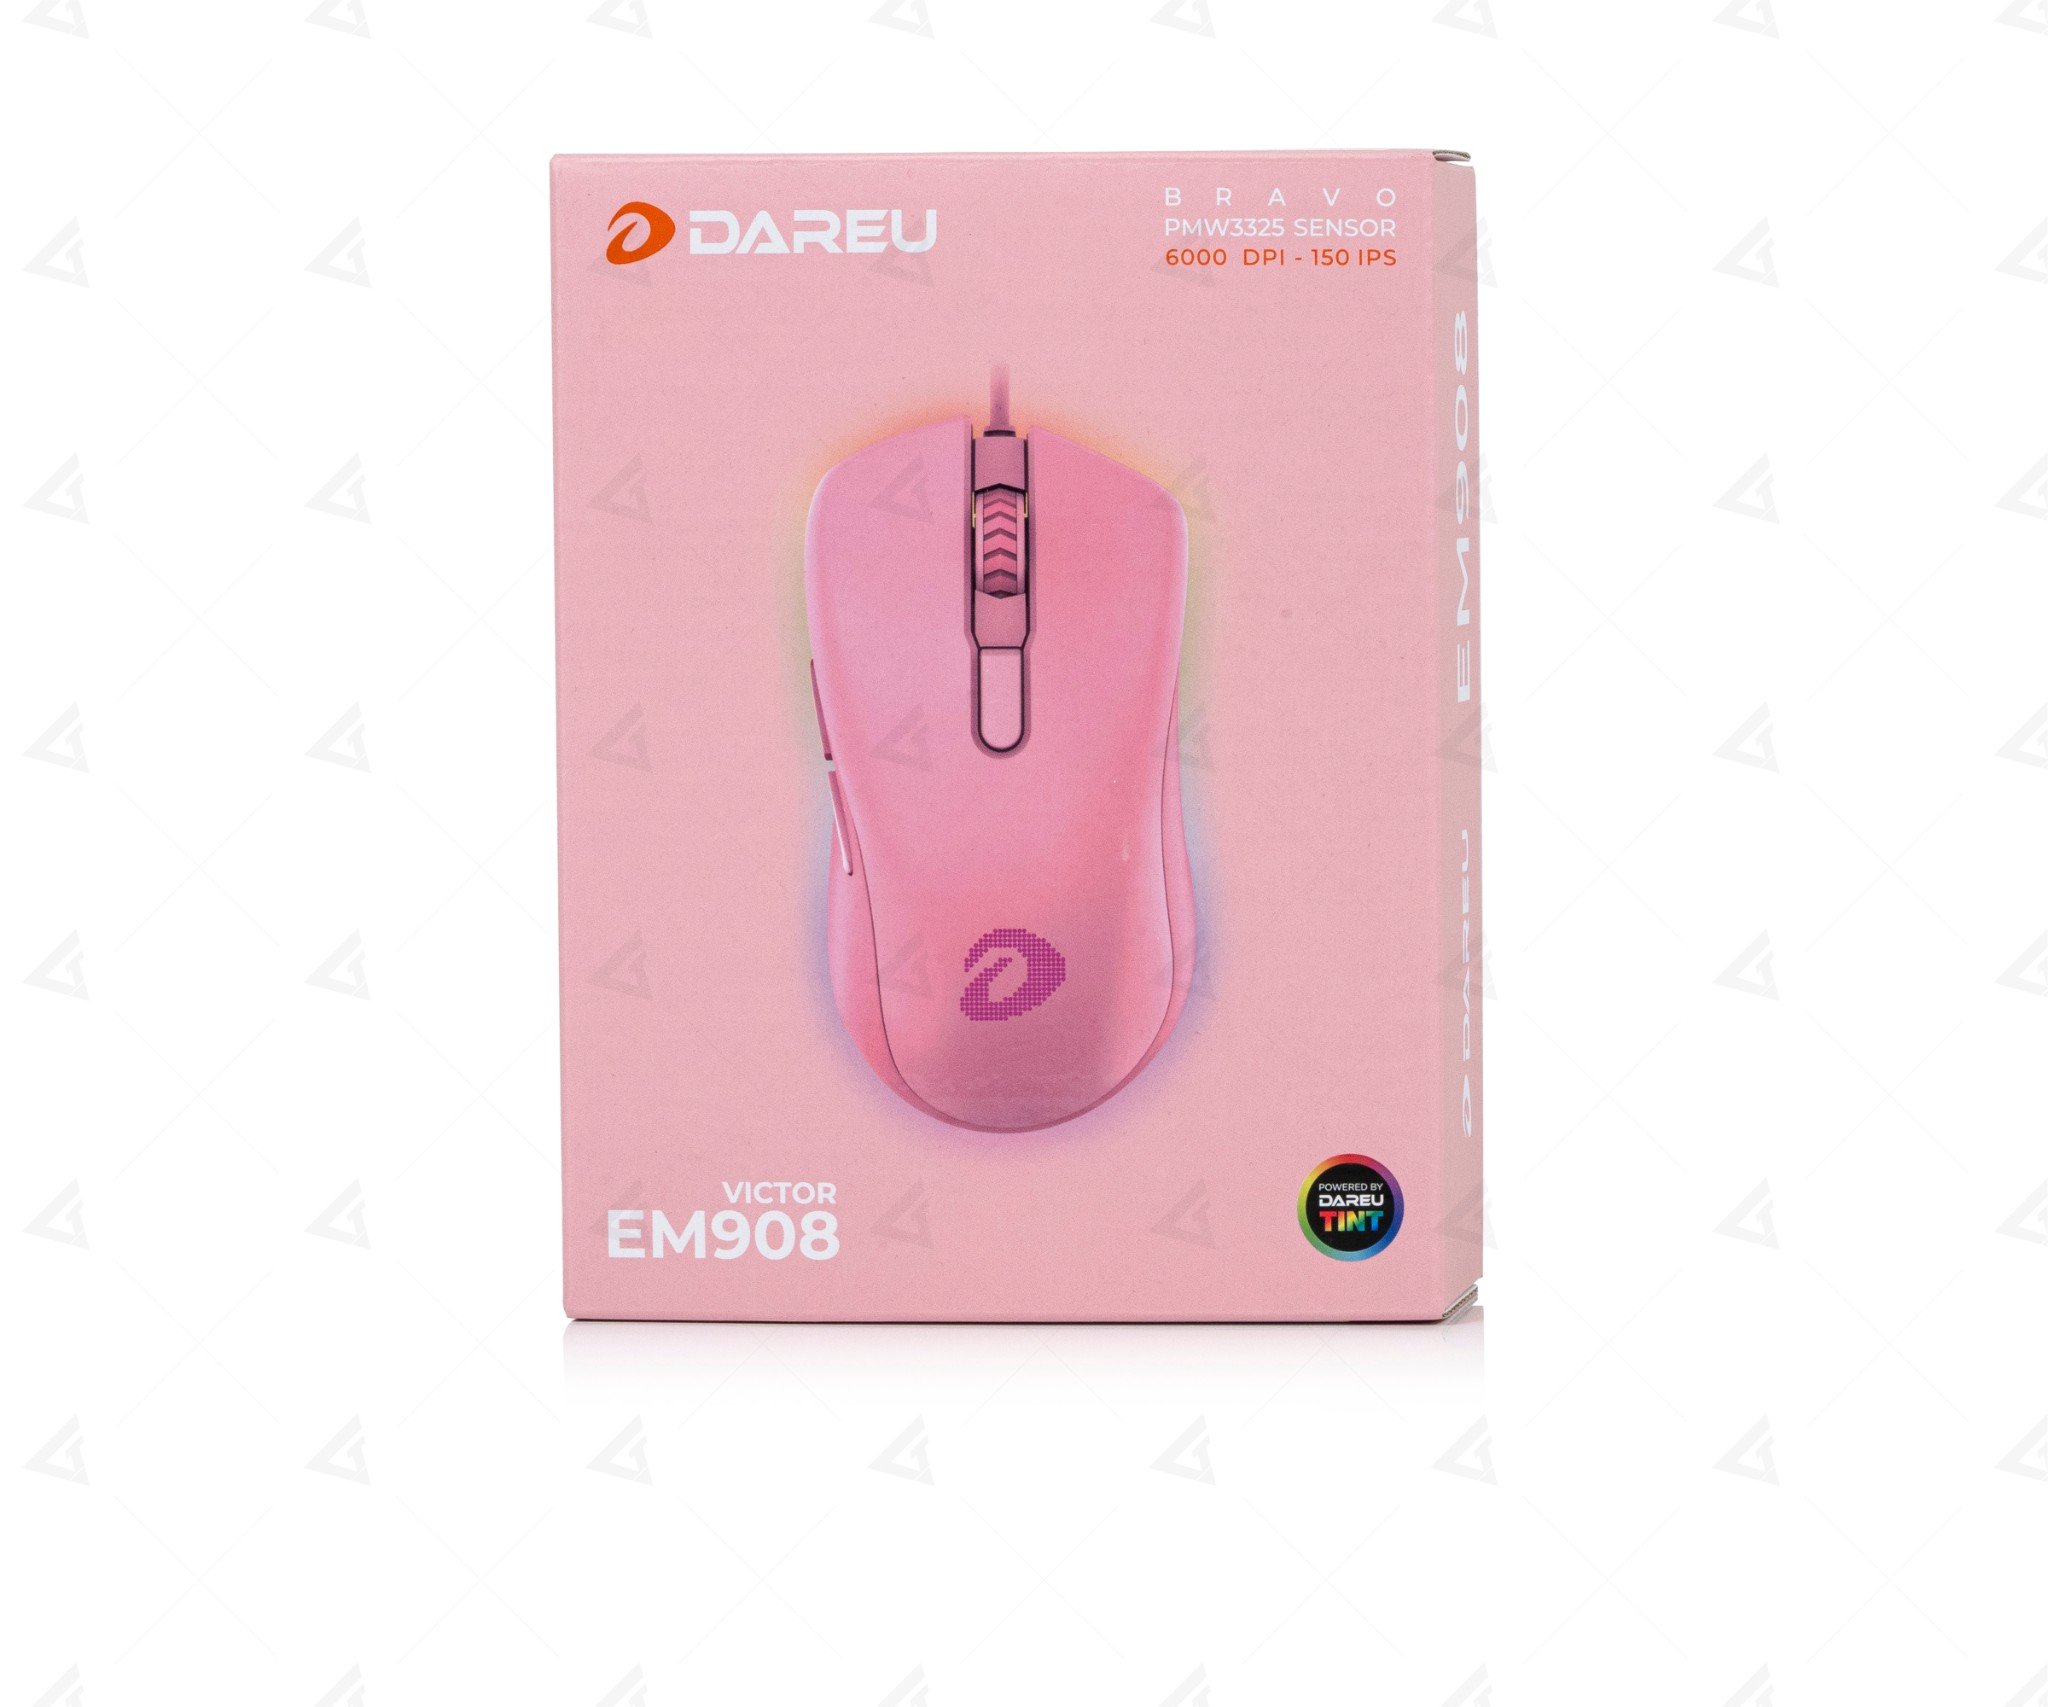 DAREU
B R A V O
PMW3325 SENSOR
6000 DPI - 150 IPS
EM908
DAREU
VICTOR
EM908
POWERED BY
DAREU
TINT